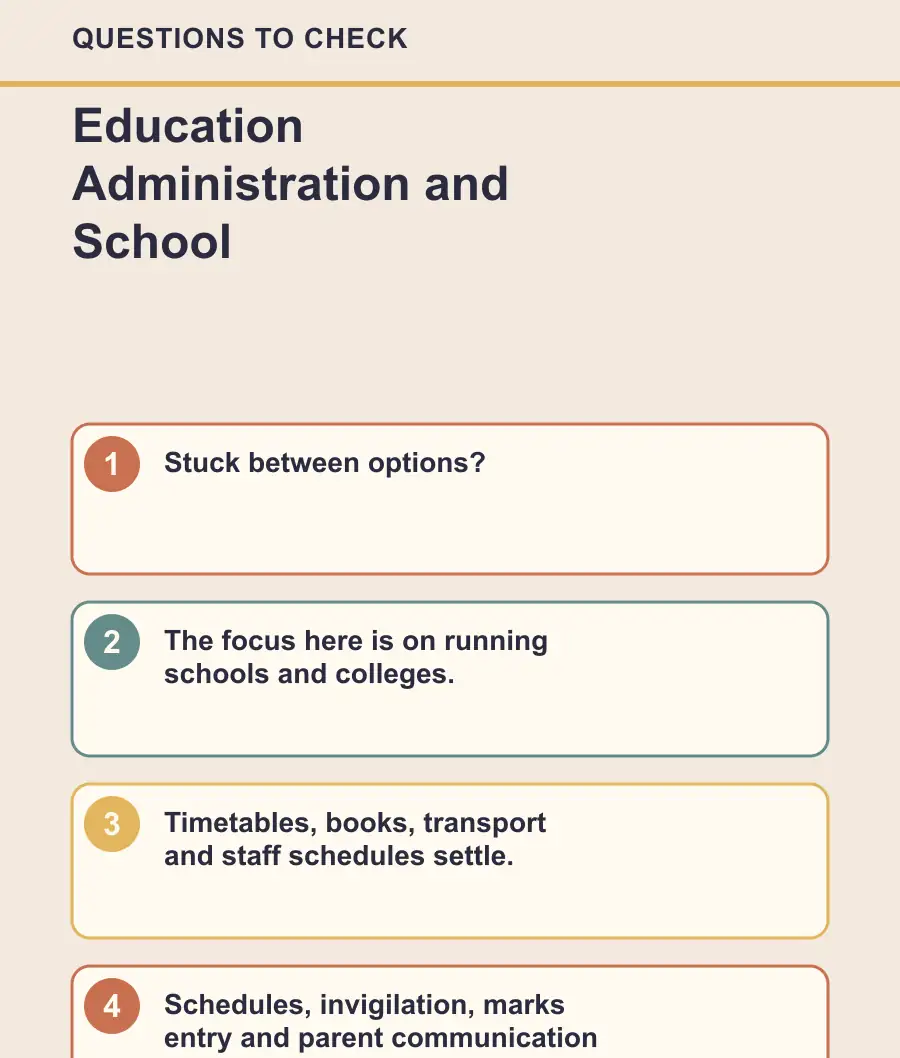 QUESTIONS TO CHECK
Education
Administration and
School
1
Stuck between options?
2
The focus here is on running
schools and colleges.
3
Timetables, books, transport
and staff schedules settle.
4
Schedules, invigilation, marks
entry and parent communication